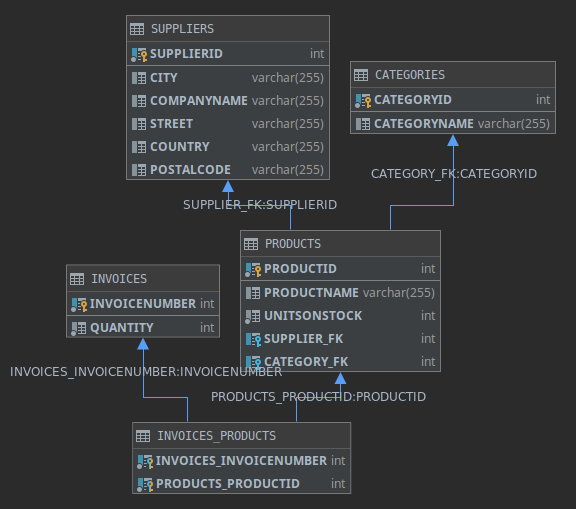 SUPPLIERS
SUPPLIERID int
CITY varchar(255)
COMPANYNAME varchar(255)
STREET varchar(255)
COUNTRY varchar(255)
POSTALCODE varchar(255)
CATEGORIES
CATEGORYID int
CATEGORYNAME varchar(255)
CATEGORY_FK:CATEGORYID
SUPPLIER_FK:SUPPLIERID
PRODUCTS
PRODUCTID int
PRODUCTNAME varchar(255)
UNITSONSTOCK int
SUPPLIER_FK int
CATEGORY_FK int
INVOICES
INVOICENUMBER int
QUANTITY int
INVOICES_INVOICENUMBER:INVOICENUMBER
PRODUCTS_PRODUCTID:PRODUCTID
INVOICES_PRODUCTS
INVOICES_INVOICENUMBER int
PRODUCTS_PRODUCTID int